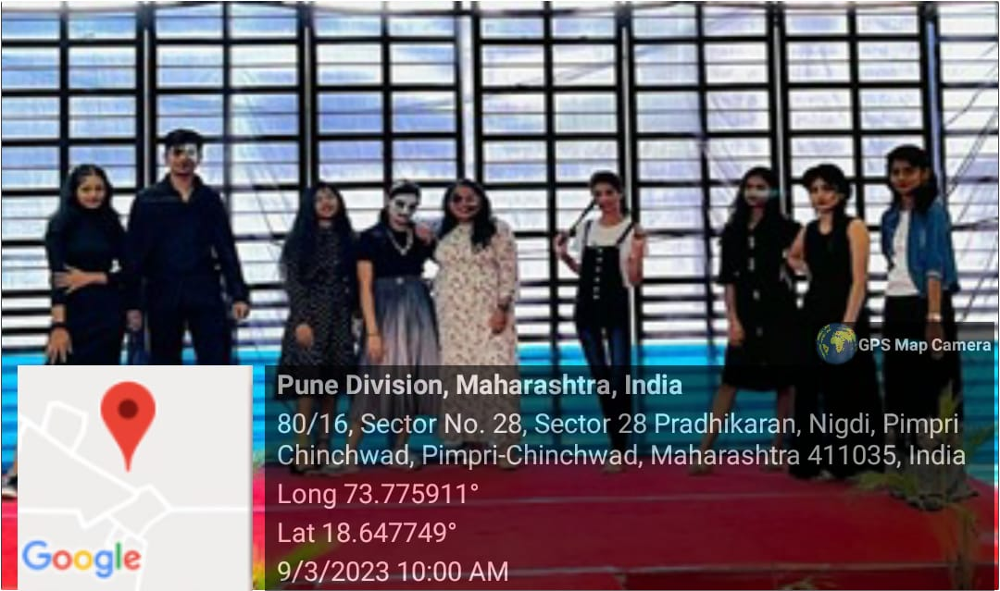 GPS Map Camera
Pune Division, Maharashtra, India
80/16, Sector No. 28, Sector 28 Pradhikaran, Nigdi, Pimpri
Chinchwad, Pimpri-Chinchwad, Maharashtra 411035, India
Long 73.775911°
Lat 18.647749°
9/3/2023 10:00 AM
Google